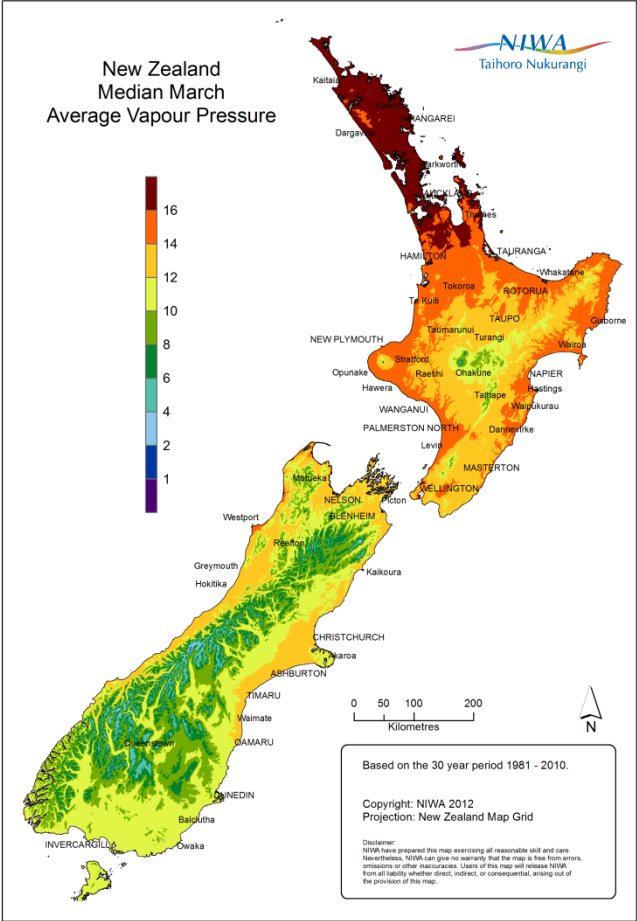 New Zealand
Median March
Average Vapour Pressure
NIWA
Taihoro Nukurangi
16
14
12
10
8
6
4
2
1
Kaitaia
WHANGAREI
Dargaville
AUCKLAND
Thames
HAMILTON
TAURANGA
Whakatane
Tokoroa
ROTORUA
Te Kuiti
TAUPO
Gisborne
Taumarunui
Turangi
NEW PLYMOUTH
Wairoa
Stratford
Opunake
Raetihi
Ohakune
NAPIER
Hawera
Hastings
Taihape
WANGANUI
Waipukurau
PALMERSTON NORTH
Dannevirke
Levin
MASTERTON
Motueka
WELLINGTON
NELSON
Picton
Westport
BLENHEIM
Reefton
Greymouth
Kaikoura
Hokitika
CHRISTCHURCH
Akaroa
ASHBURTON
TIMARU
Waimate
Queenstown
OAMARU
DUNEDIN
Balclutha
INVERCARGILL
Owaka
0 50 100 200
Kilometres
N
Based on the 30 year period 1981 - 2010.
Copyright: NIWA 2012
Projection: New Zealand Map Grid
Disclaimer:
NIWA have prepared this map exercising all reasonable skill and care.
Nevertheless, NIWA can give no warranty that the map is free from errors,
omissions or other inaccuracies. Users of this map will release NIWA
from all liability whether direct, indirect, or consequential, arising out of
the provision of this map.